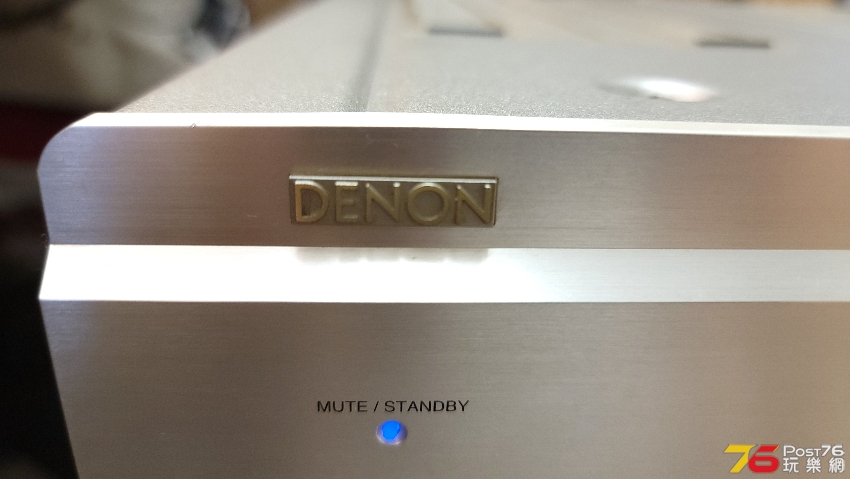 DENON
MUTE / STANDBY
76 Post76
玩樂網